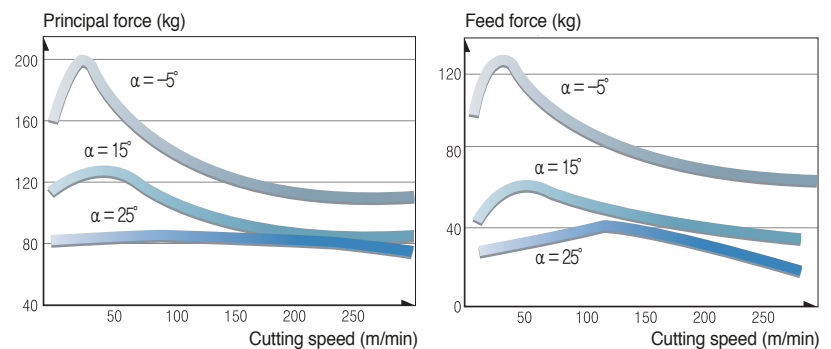 Principal force (kg)
200
160
120
80
40
α = –5°
α = 15°
α = 25°
50 100 150 200 250
Cutting speed (m/min)
Feed force (kg)
120
80
40
0
α = –5°
α = 15°
α = 25°
50 100 150 200 250
Cutting speed (m/min)